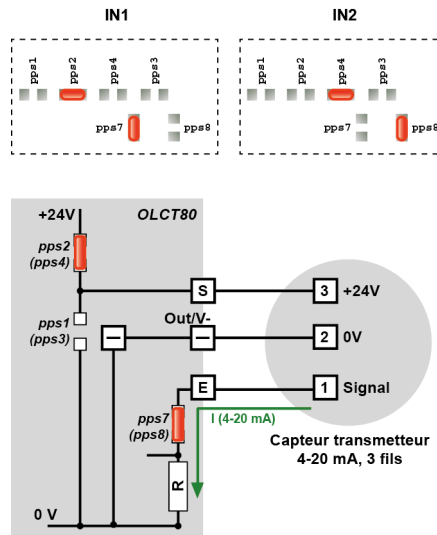 IN1
IN2
pps1
pps2
pps4
pps3
pps7
pps8
pps1
pps2
pps4
pps3
pps7
pps8
+24V
OLCT80
pps2
(pps4)
S
3
+24V
pps1
(pps3)
Out/V-
2
0V
E
1
Signal
pps7
(pps8)
I (4-20 mA)
Capteur transmetteur
4-20 mA, 3 fils
R
0 V